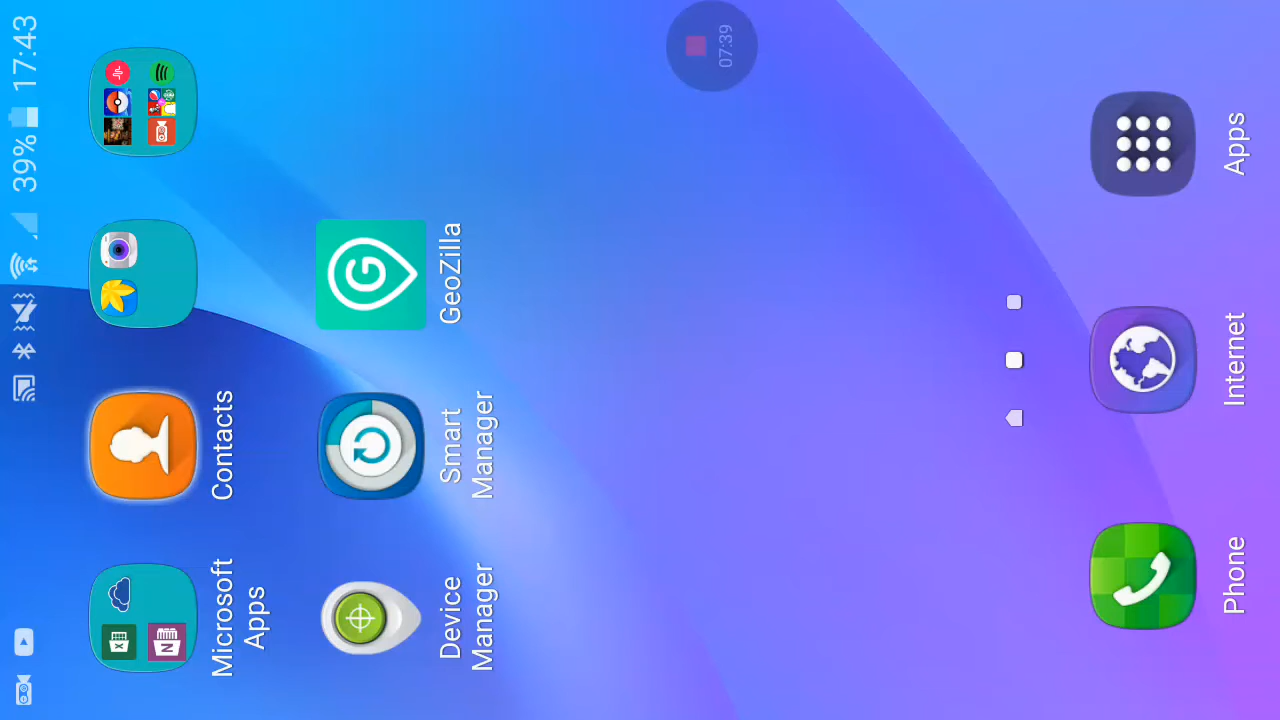 39% 17:43
Microsoft
Apps
Contacts
Device
Manager
Smart
Manager
GeoZilla
07:39
Phone
Internet
Apps